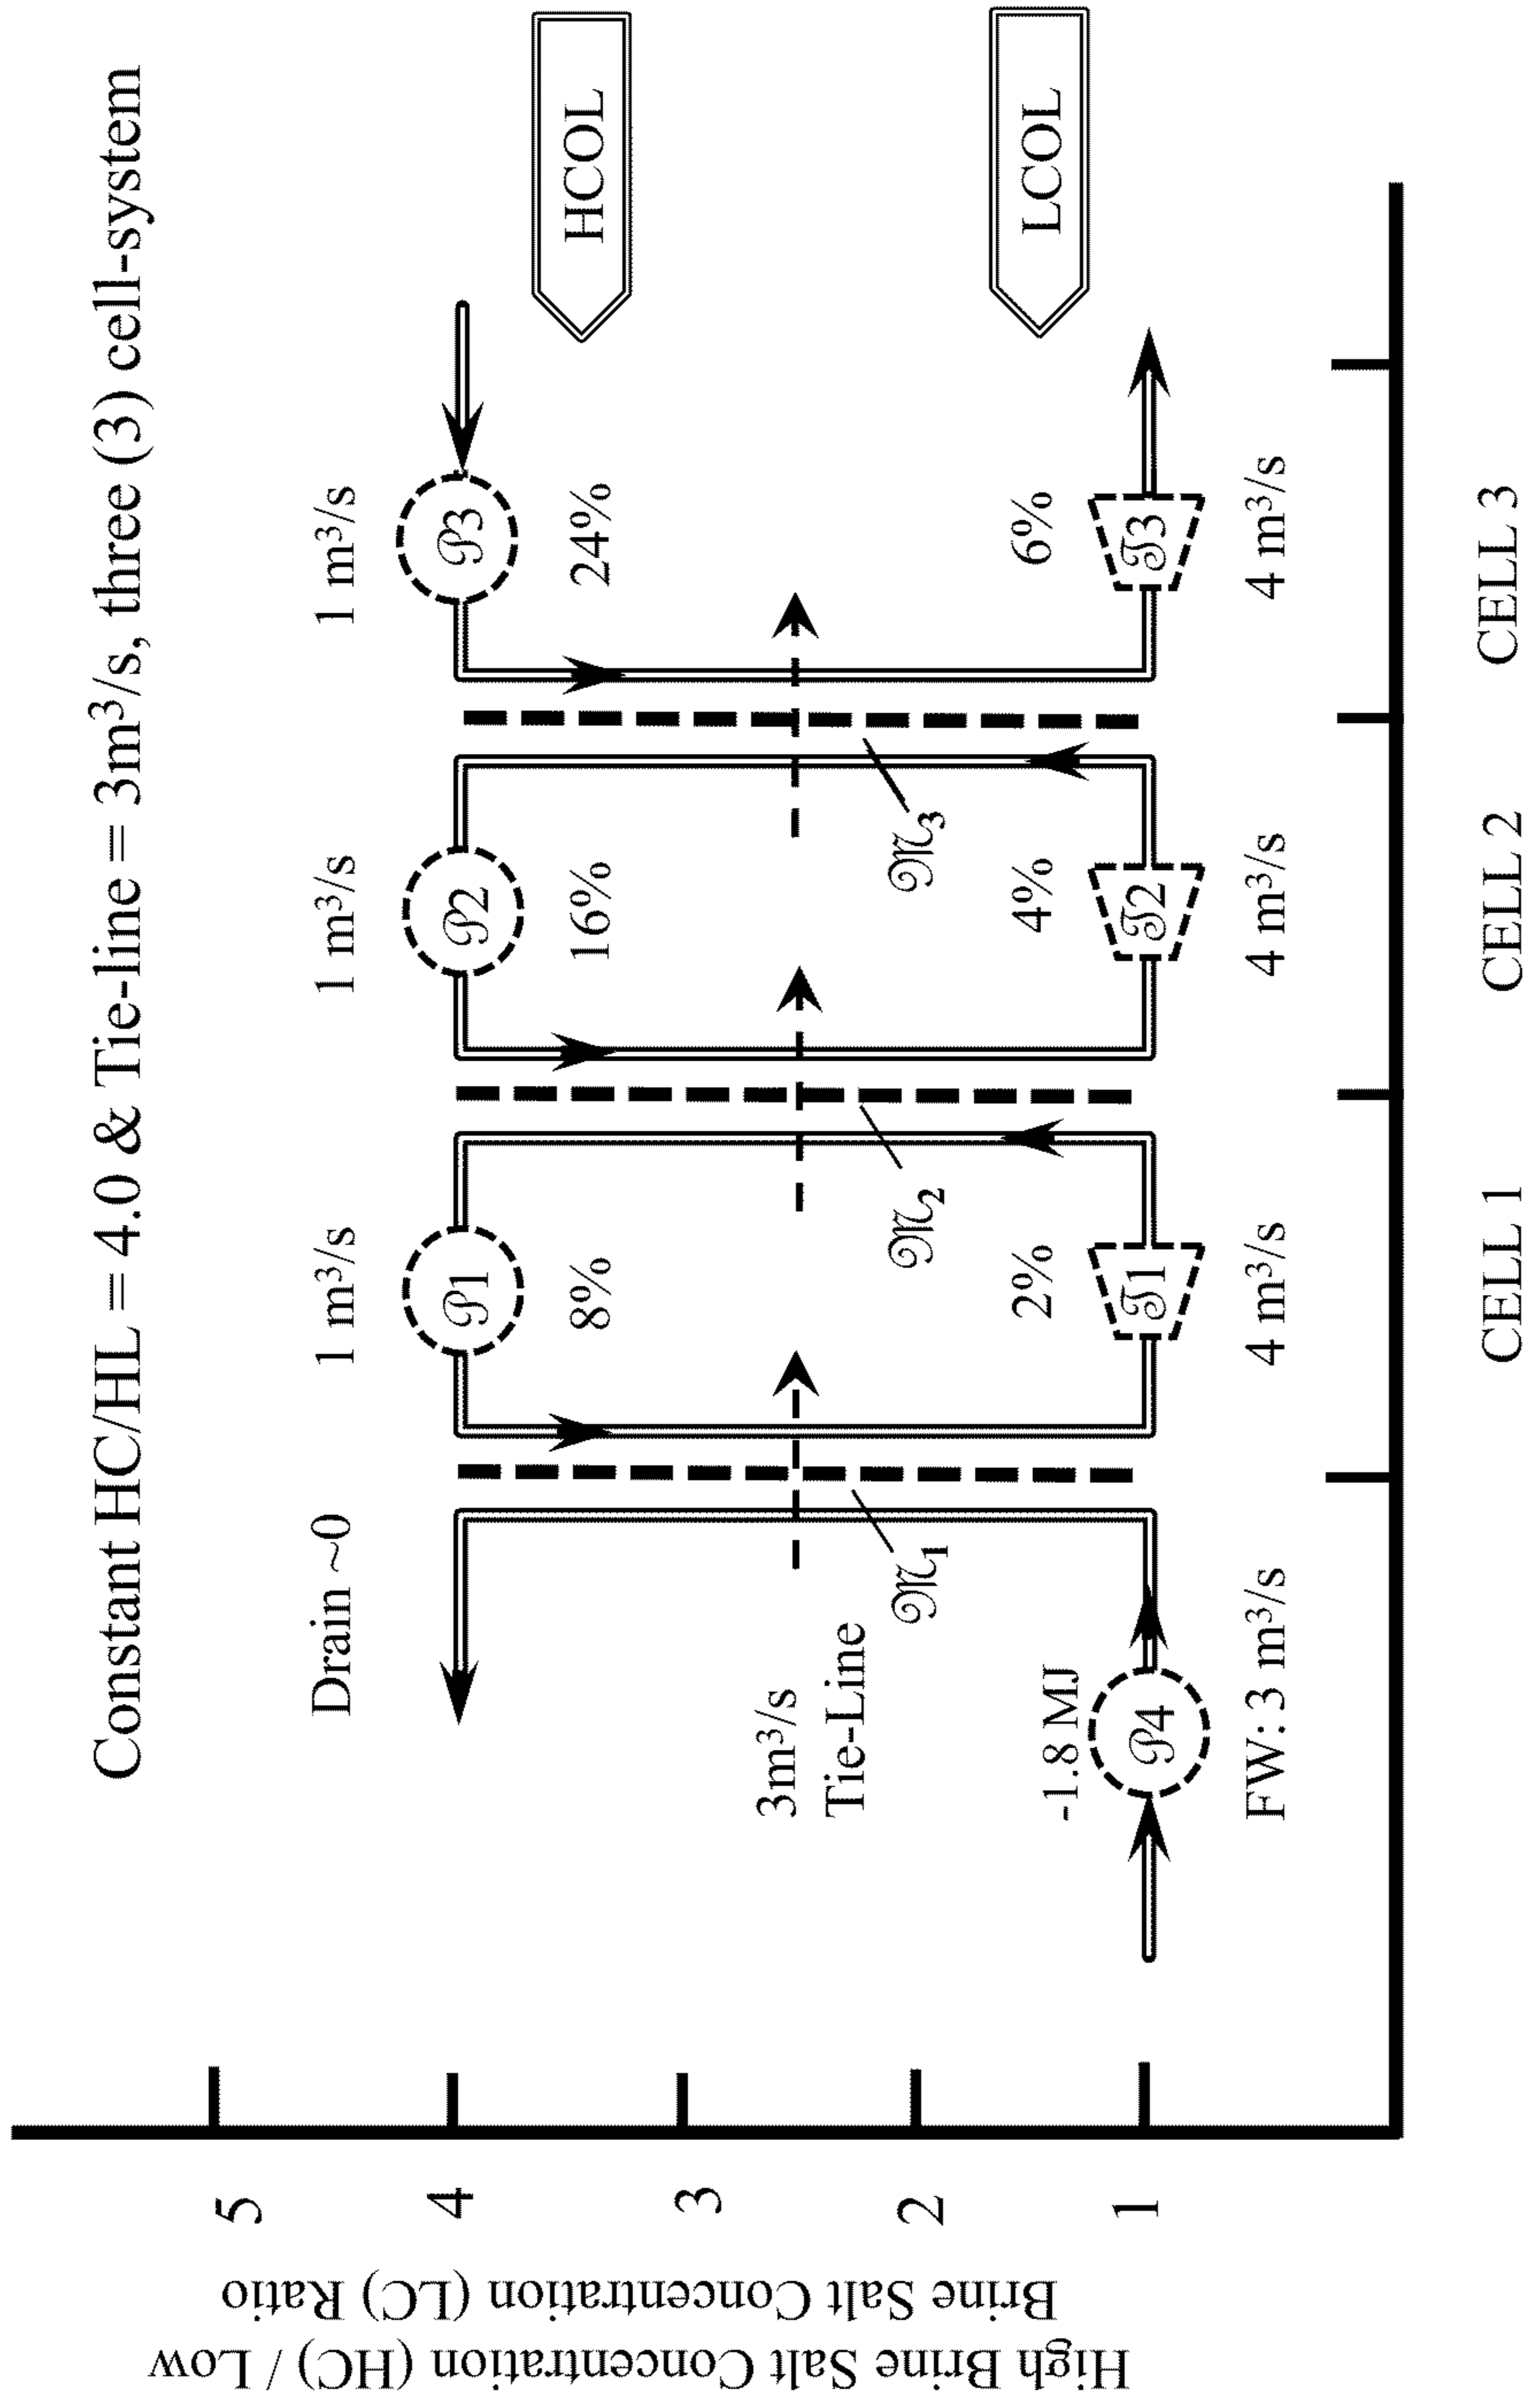 Constant HC/HL = 4.0 & Tie-line = 3m³/s, three (3) cell-system
High Brine Salt Concentration (HC) / Low
Brine Salt Concentration (LC) Ratio
5
4
3
2
1
Drain ~0
1 m³/s
1 m³/s
1 m³/s
P1
P2
P3
HCOL
8%
16%
24%
3m³/s
Tie-Line
M1
M2
M3
-1.8 MJ
2%
4%
6%
LCOL
P4
T1
T2
T3
FW: 3 m³/s
4 m³/s
4 m³/s
4 m³/s
CELL 1
CELL 2
CELL 3